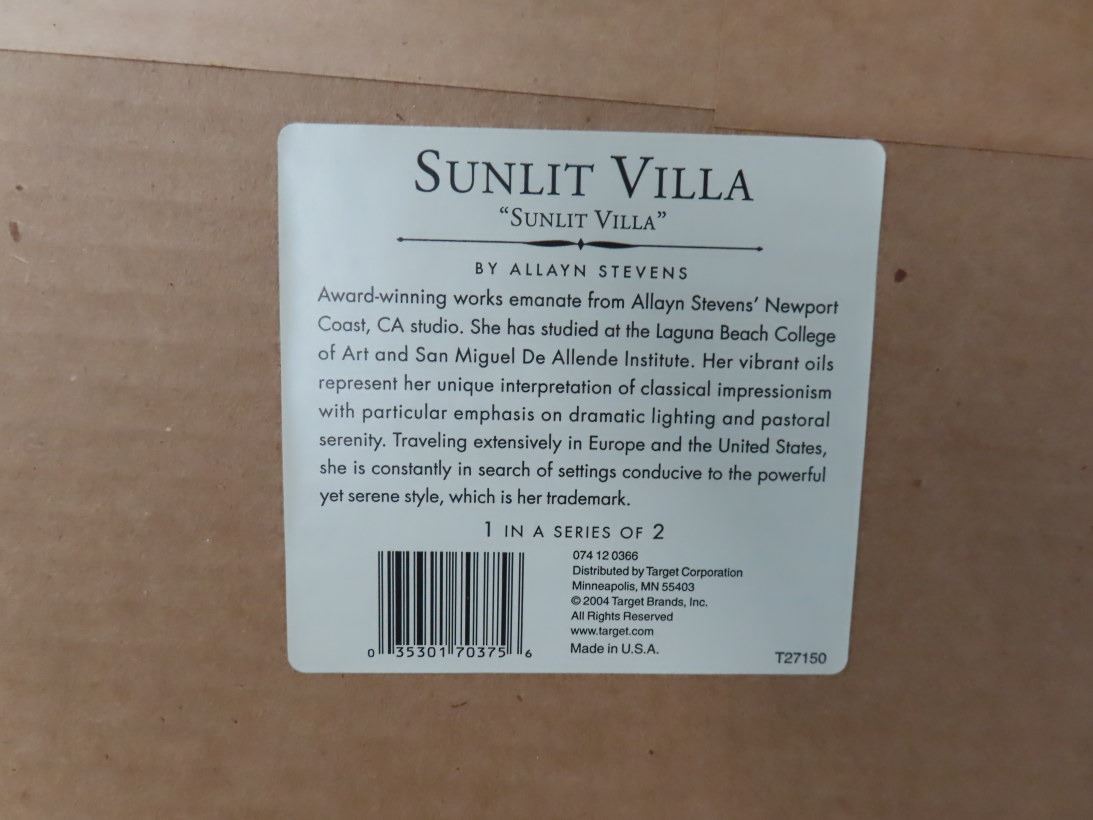 SUNLIT VILLA
“SUNLIT VILLA”
BY ALLAYN STEVENS
Award-winning works emanate from Allayn Stevens’ Newport
Coast, CA studio. She has studied at the Laguna Beach College
of Art and San Miguel De Allende Institute. Her vibrant oils
represent her unique interpretation of classical impressionism
with particular emphasis on dramatic lighting and pastoral
serenity. Traveling extensively in Europe and the United States,
she is constantly in search of settings conducive to the powerful
yet serene style, which is her trademark.
1 IN A SERIES OF 2
074 12 0366
Distributed by Target Corporation
Minneapolis, MN 55403
© 2004 Target Brands, Inc.
All Rights Reserved
www.target.com
Made in U.S.A.
0 35301 70375 6
T27150